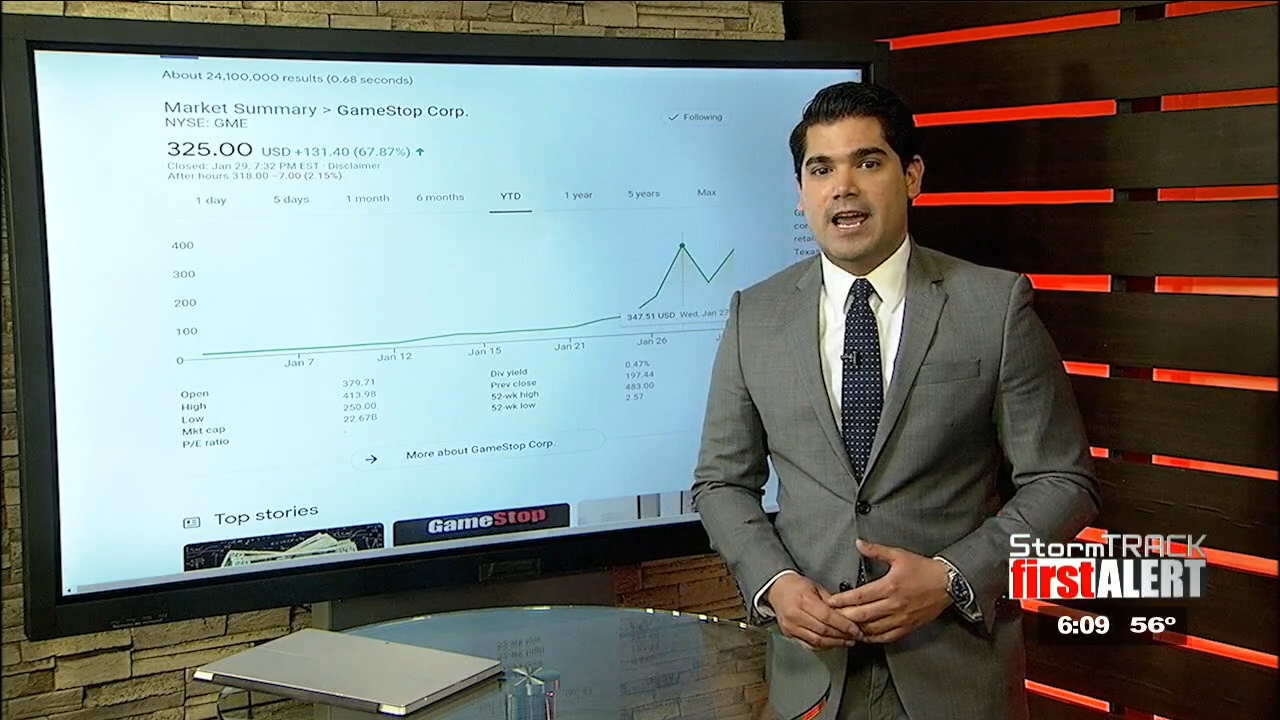 About 24,100,000 results (0.68 seconds)
Market Summary > GameStop Corp.
NYSE: GME
Following
325.00 USD +131.40 (67.87%)
Closed: Jan 29, 7:32 PM EST · Disclaimer
After hours 318.00 −7.00 (2.15%)
1 day 5 days 1 month 6 months YTD 1 year 5 years Max
400
300
200
100
0
347.51 USD Wed, Jan 27
Jan 7 Jan 12 Jan 15 Jan 21 Jan 26
Open 379.71 Div yield 0.47%
High 413.98 Prev close 197.44
Low 250.00 52-wk high 483.00
Mkt cap 22.67B 52-wk low 2.57
P/E ratio -
More about GameStop Corp.
Top stories
GameStop
StormTRACK
firstALERT
6:09 56°